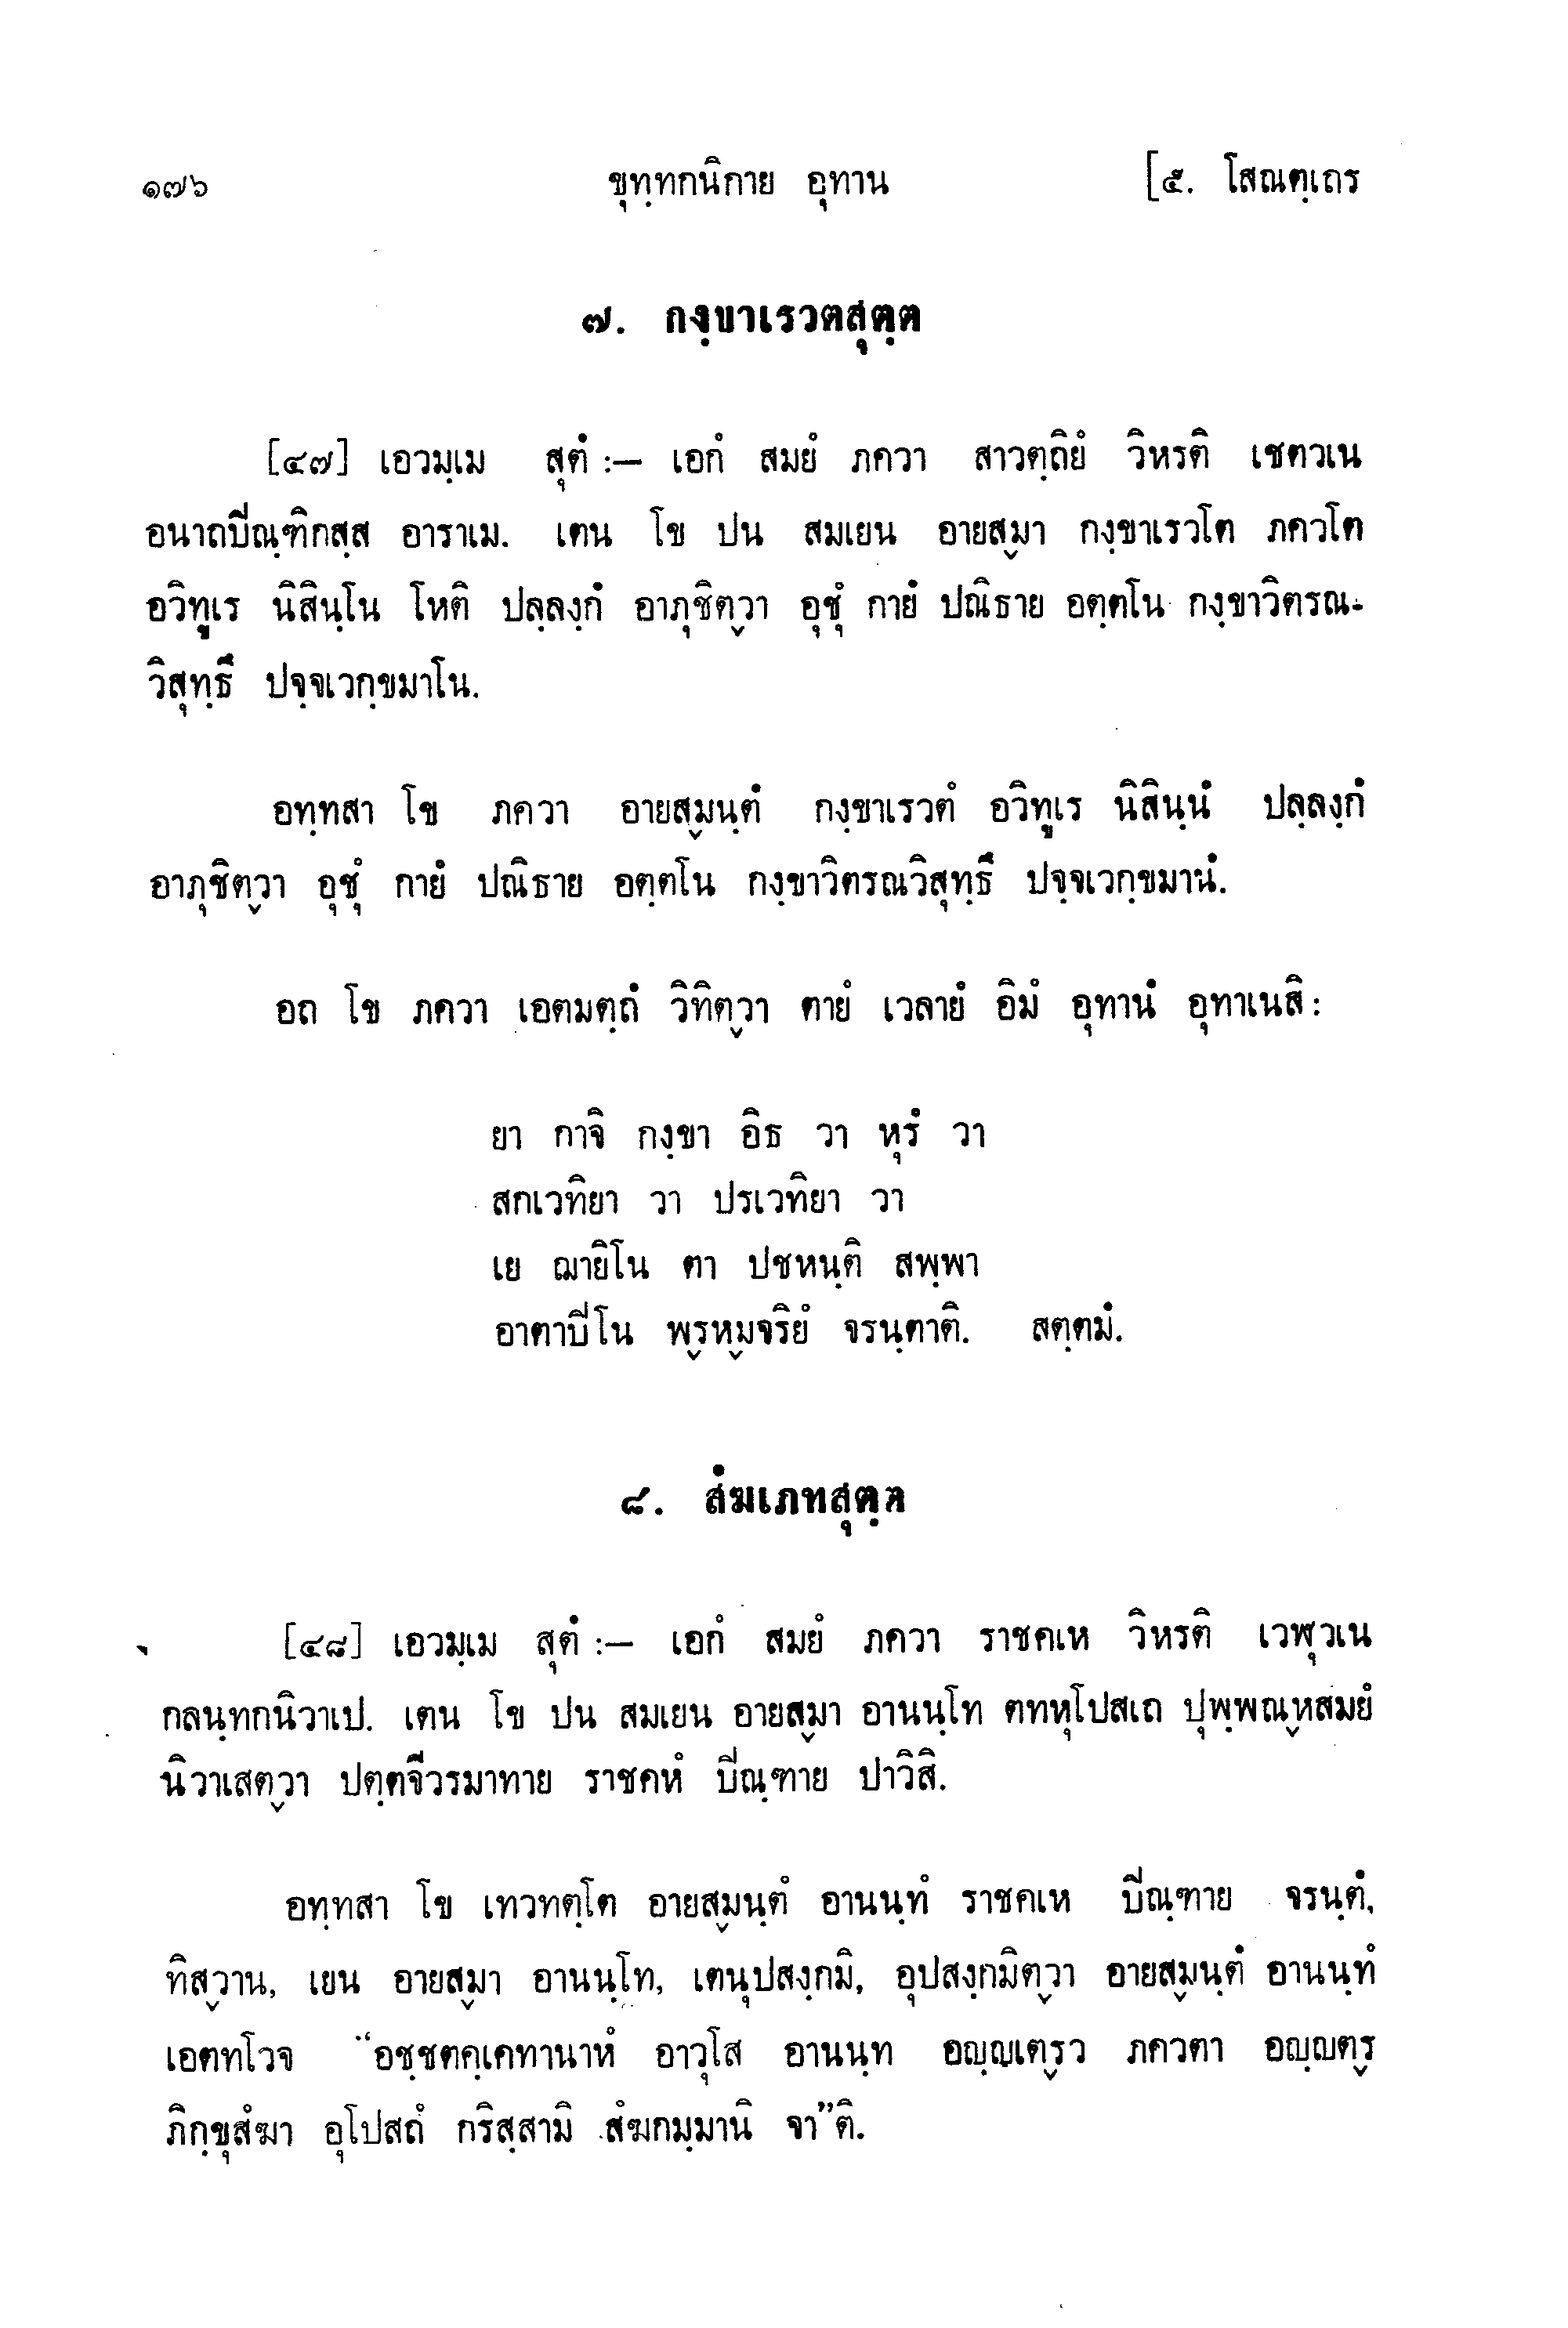 ๑๗๖ ขุทฺทกนิกาย อุทาน [๕. โสณตฺเถร
๗. กงฺขาเรวตสุตฺต
[๔๗] เอวมฺเม สุตํ :— เอกํ สมยํ ภควา สาวตฺถิยํ วิหรติ เชตวเน
อนาถปิณฺฑิกสฺส อาราเม. เตน โข ปน สมเยน อายสฺมา กงฺขาเรวโต ภควโต
อวิทูเร นิสินฺโน โหติ ปลฺลงฺกํ อาภุชิตฺวา อุชุํ กายํ ปณิธาย อตฺตโน กงฺขาวิตรณ-
วิสุทฺธึ ปจฺจเวกฺขมาโน.
อทฺทสา โข ภควา อายสฺมนฺตํ กงฺขาเรวตํ อวิทูเร นิสินฺนํ ปลฺลงฺกํ
อาภุชิตฺวา อุชุํ กายํ ปณิธาย อตฺตโน กงฺขาวิตรณวิสุทฺธึ ปจฺจเวกฺขมานํ.
อถ โข ภควา เอตมตฺถํ วิทิตฺวา ตายํ เวลายํ อิมํ อุทานํ อุทาเนสิ :
ยา กาจิ กงฺขา อิธ วา หุรํ วา
สกเวทิยา วา ปรเวทิยา วา
เย ฌายิโน ตา ปชหนฺติ สพฺพา
อาตาปิโน พฺรหฺมจริยํ จรนฺตาติ. สตฺตมํ.
๘. สํฆเภทสุตฺต
[๔๘] เอวมฺเม สุตํ :— เอกํ สมยํ ภควา ราชคเห วิหรติ เวฬุวเน
กลนฺทกนิวาเป. เตน โข ปน สมเยน อายสฺมา อานนฺโท ตทหุโปสเถ ปุพฺพณฺหสมยํ
นิวาเสตฺวา ปตฺตจีวรมาทาย ราชคหํ ปิณฺฑาย ปาวิสิ.
อทฺทสา โข เทวทตฺโต อายสฺมนฺตํ อานนฺทํ ราชคเห ปิณฺฑาย จรนฺตํ,
ทิสฺวาน, เยน อายสฺมา อานนฺโท, เตนุปสงฺกมิ, อุปสงฺกมิตฺวา อายสฺมนฺตํ อานนฺทํ
เอตทโวจ “อชฺชตคฺเคทานาหํ อาวุโส อานนฺท อญฺญเตฺรว ภควตา อญฺญตฺร
ภิกฺขุสํฆา อุโปสถํ กริสฺสามิ สํฆกมฺมานิ จา”ติ.